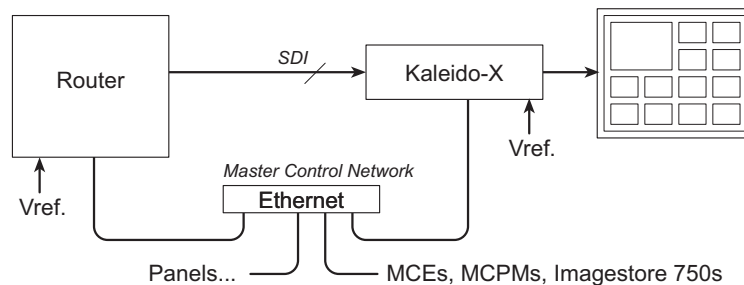 SDI
Router
Kaleido-X
Vref.
Master Control Network
Vref.
Ethernet
Panels...
MCEs, MCPMs, Imagestore 750s